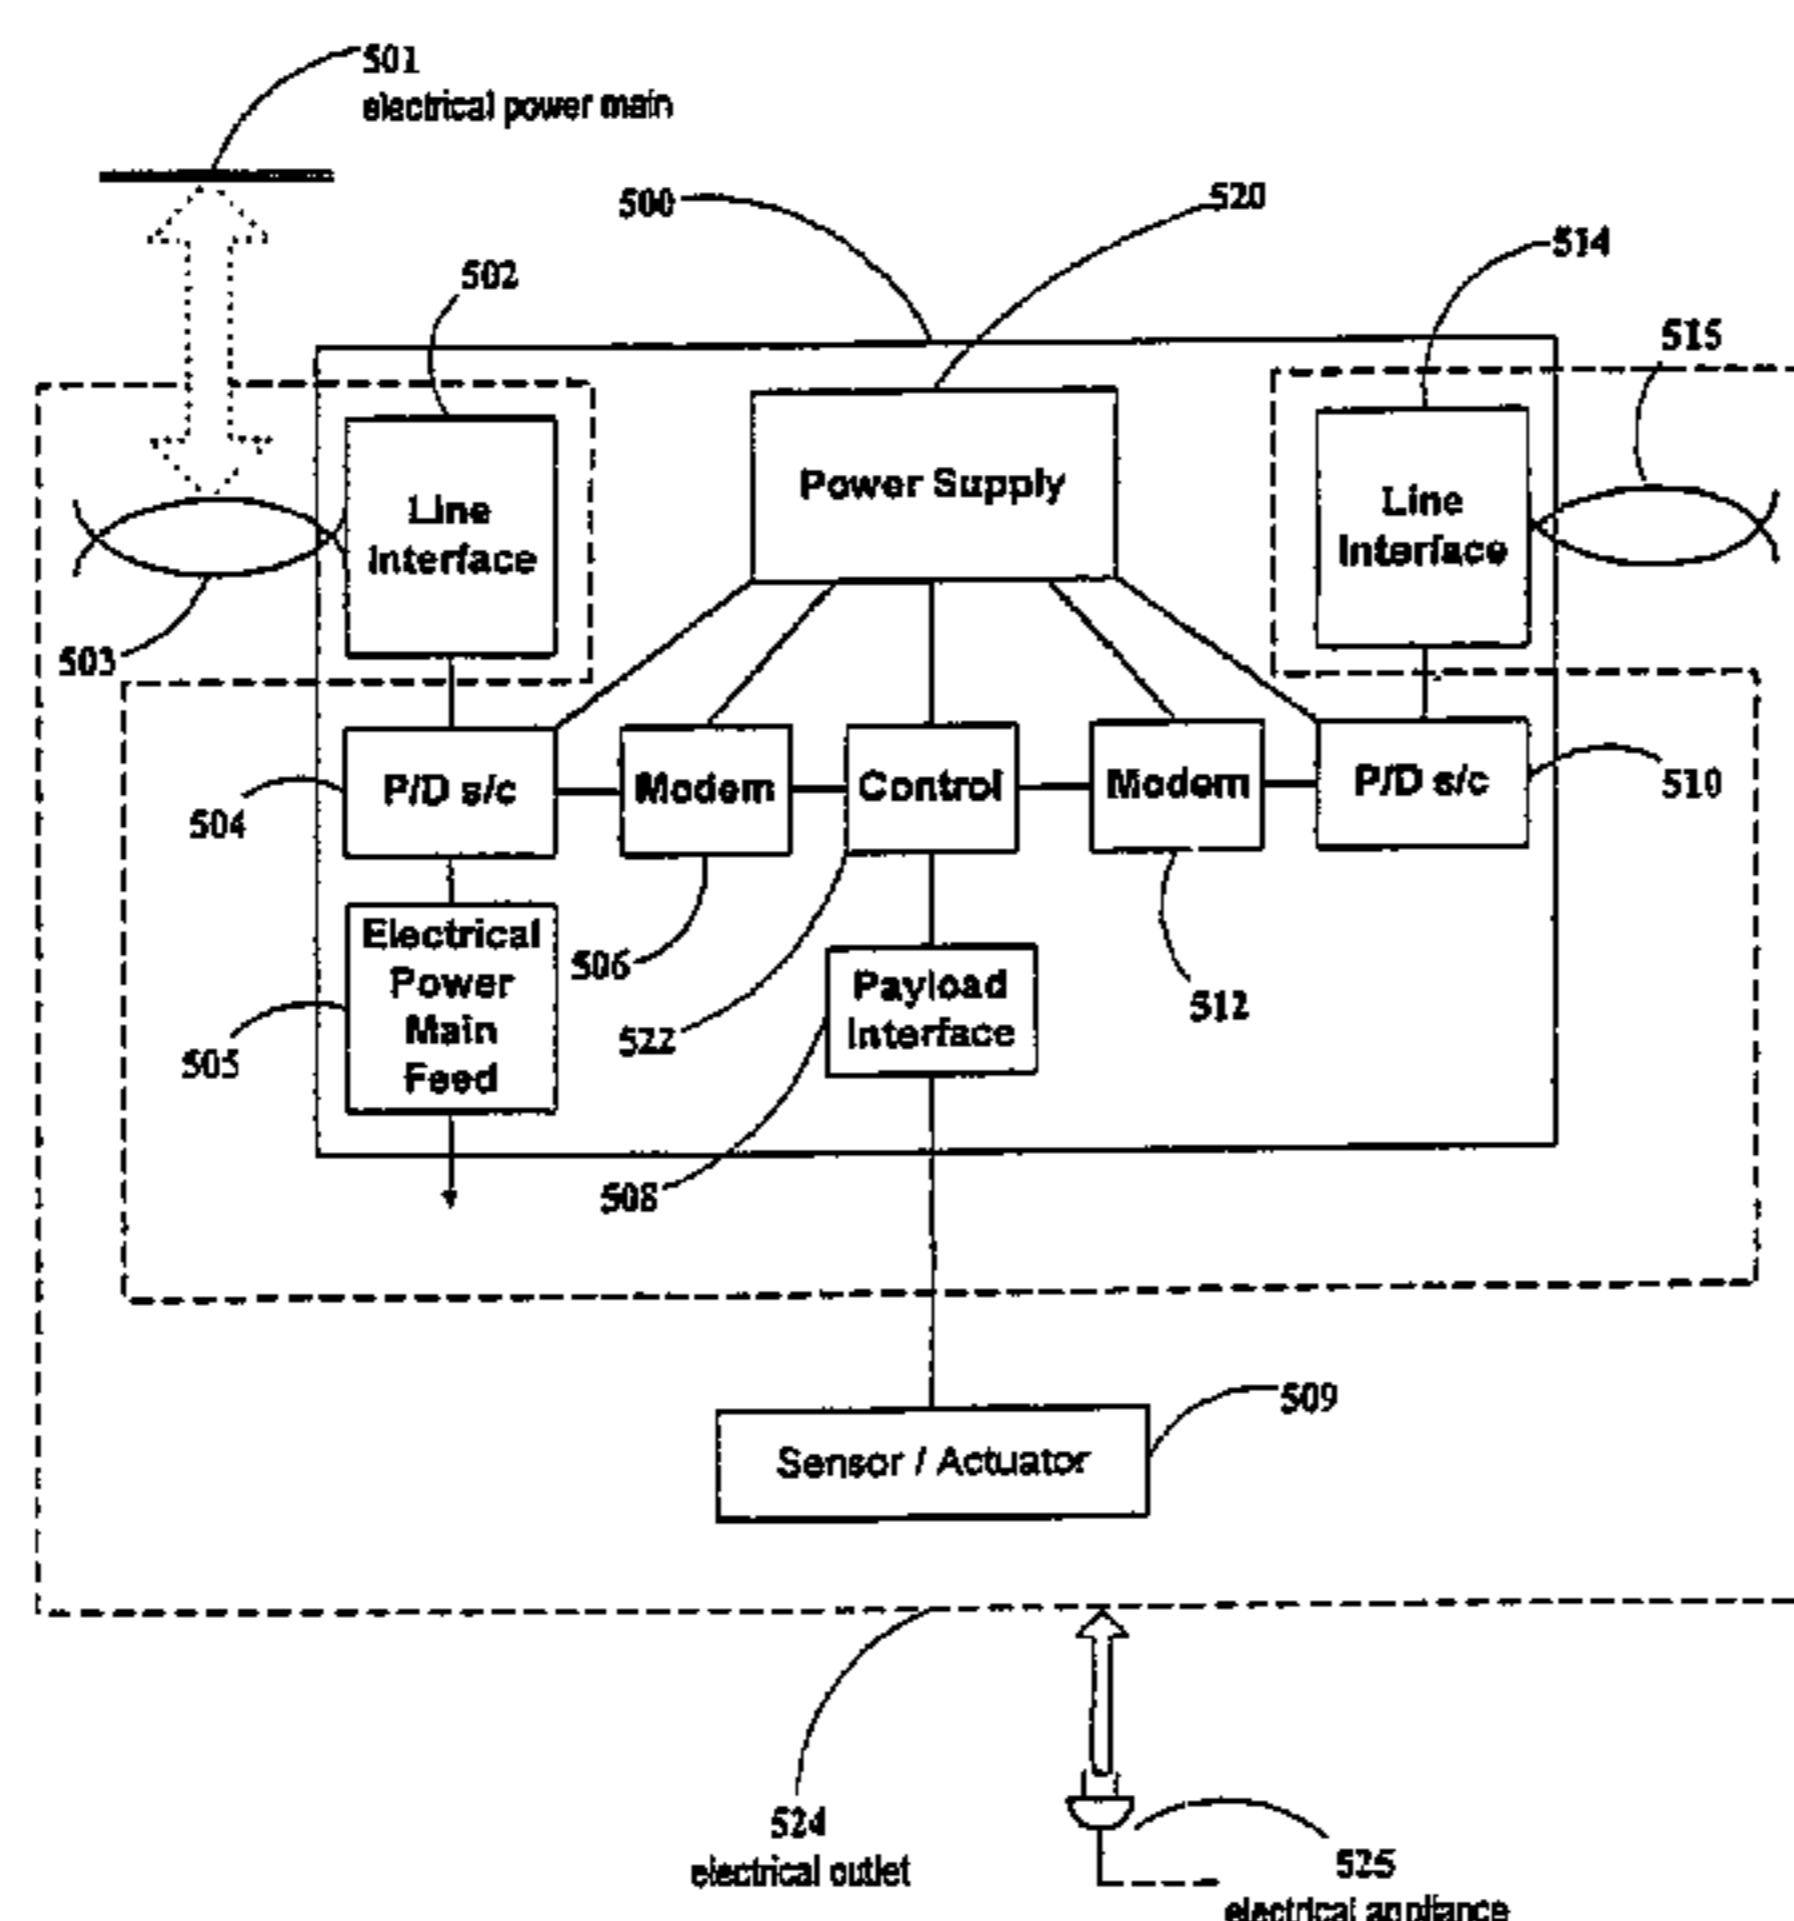 501
electrical power main
500
520
514
502
515
Power Supply
Line
Interface
Line
Interface
503
P/D s/c
Modem
Control
Modem
P/D s/c
504
510
Electrical
Power
Main
Feed
506
Payload
Interface
512
522
505
508
509
Sensor / Actuator
524
electrical outlet
525
electrical appliance